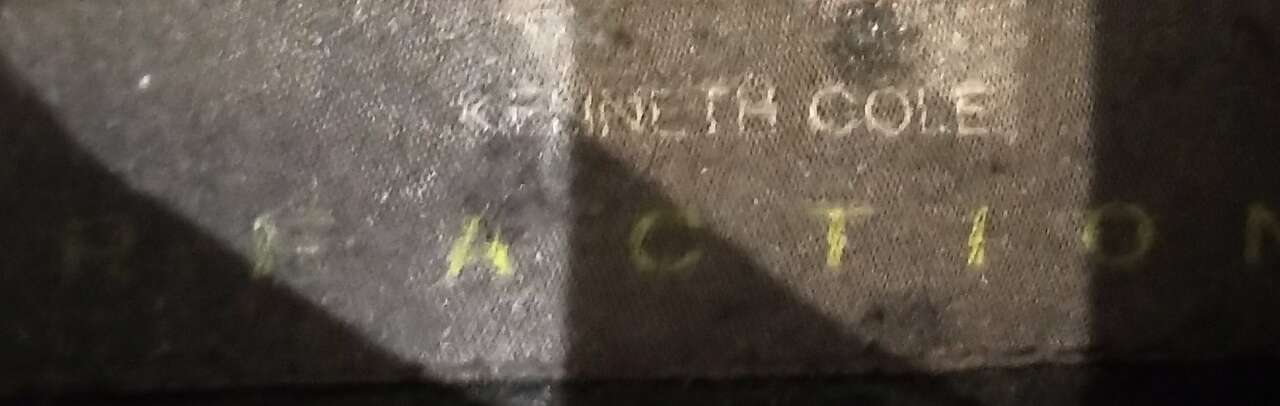 KENNETH COLE
REACTION